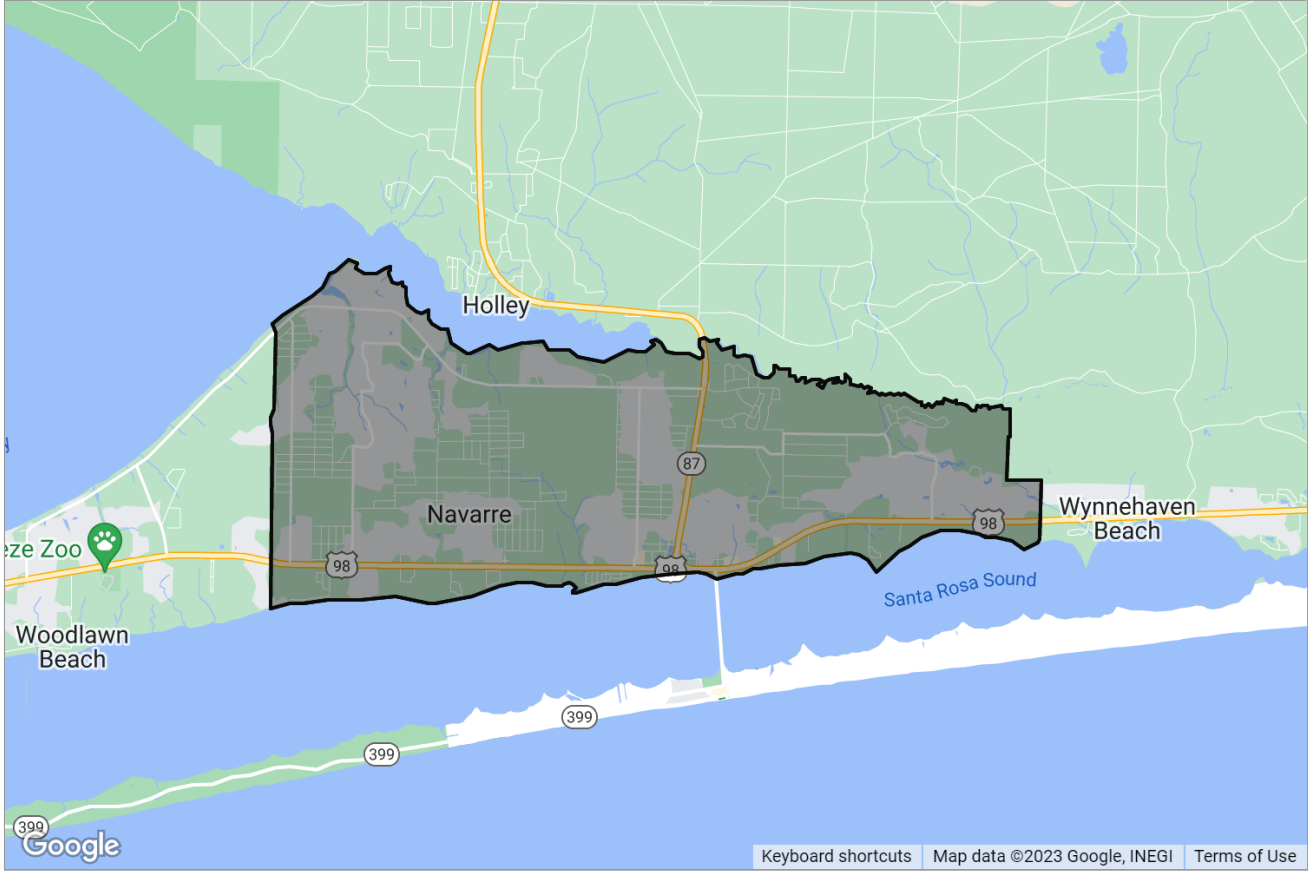 Holley
87
Navarre
Wynnehaven
Beach
98
eze Zoo
98
98
Santa Rosa Sound
Woodlawn
Beach
399
399
399
Google
Keyboard shortcuts
Map data ©2023 Google, INEGI
Terms of Use